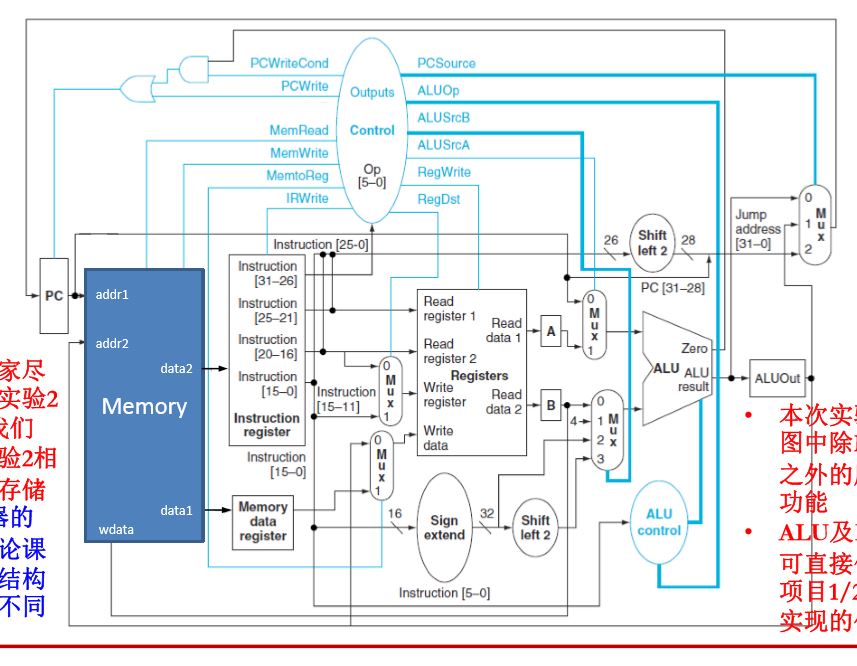 PCWriteCond
PCWrite
MemRead
MemWrite
MemtoReg
IRWrite
Outputs
Control
Op
[5–0]
PCSource
ALUOp
ALUSrcB
ALUSrcA
RegWrite
RegDst
Instruction [25-0]
26
Shift
left 2
28
Jump
address
[31–0]
0
1
2
M
u
x
PC [31–28]
PC
addr1
addr2
data2
Memory
data1
wdata
Instruction
[31–26]
Instruction
[25–21]
Instruction
[20–16]
Instruction
[15–0]
Instruction
register
Instruction
[15–0]
Memory
data
register
Instruction
[15–11]
0
M
u
x
1
0
M
u
x
1
Read
register 1
Read
register 2
Write
register
Write
data
Registers
Read
data 1
Read
data 2
A
B
0
M
u
x
1
4
0
1
2
3
M
u
x
Zero
ALU
ALU
result
ALUOut
16
Sign
extend
32
Shift
left 2
ALU
control
Instruction [5–0]
家尽
实验2
我们
验2相
存储
器的
论课
结构
不同
• 本次实验
图中除
之外的
功能
• ALU及
可直接
项目1/2
实现的